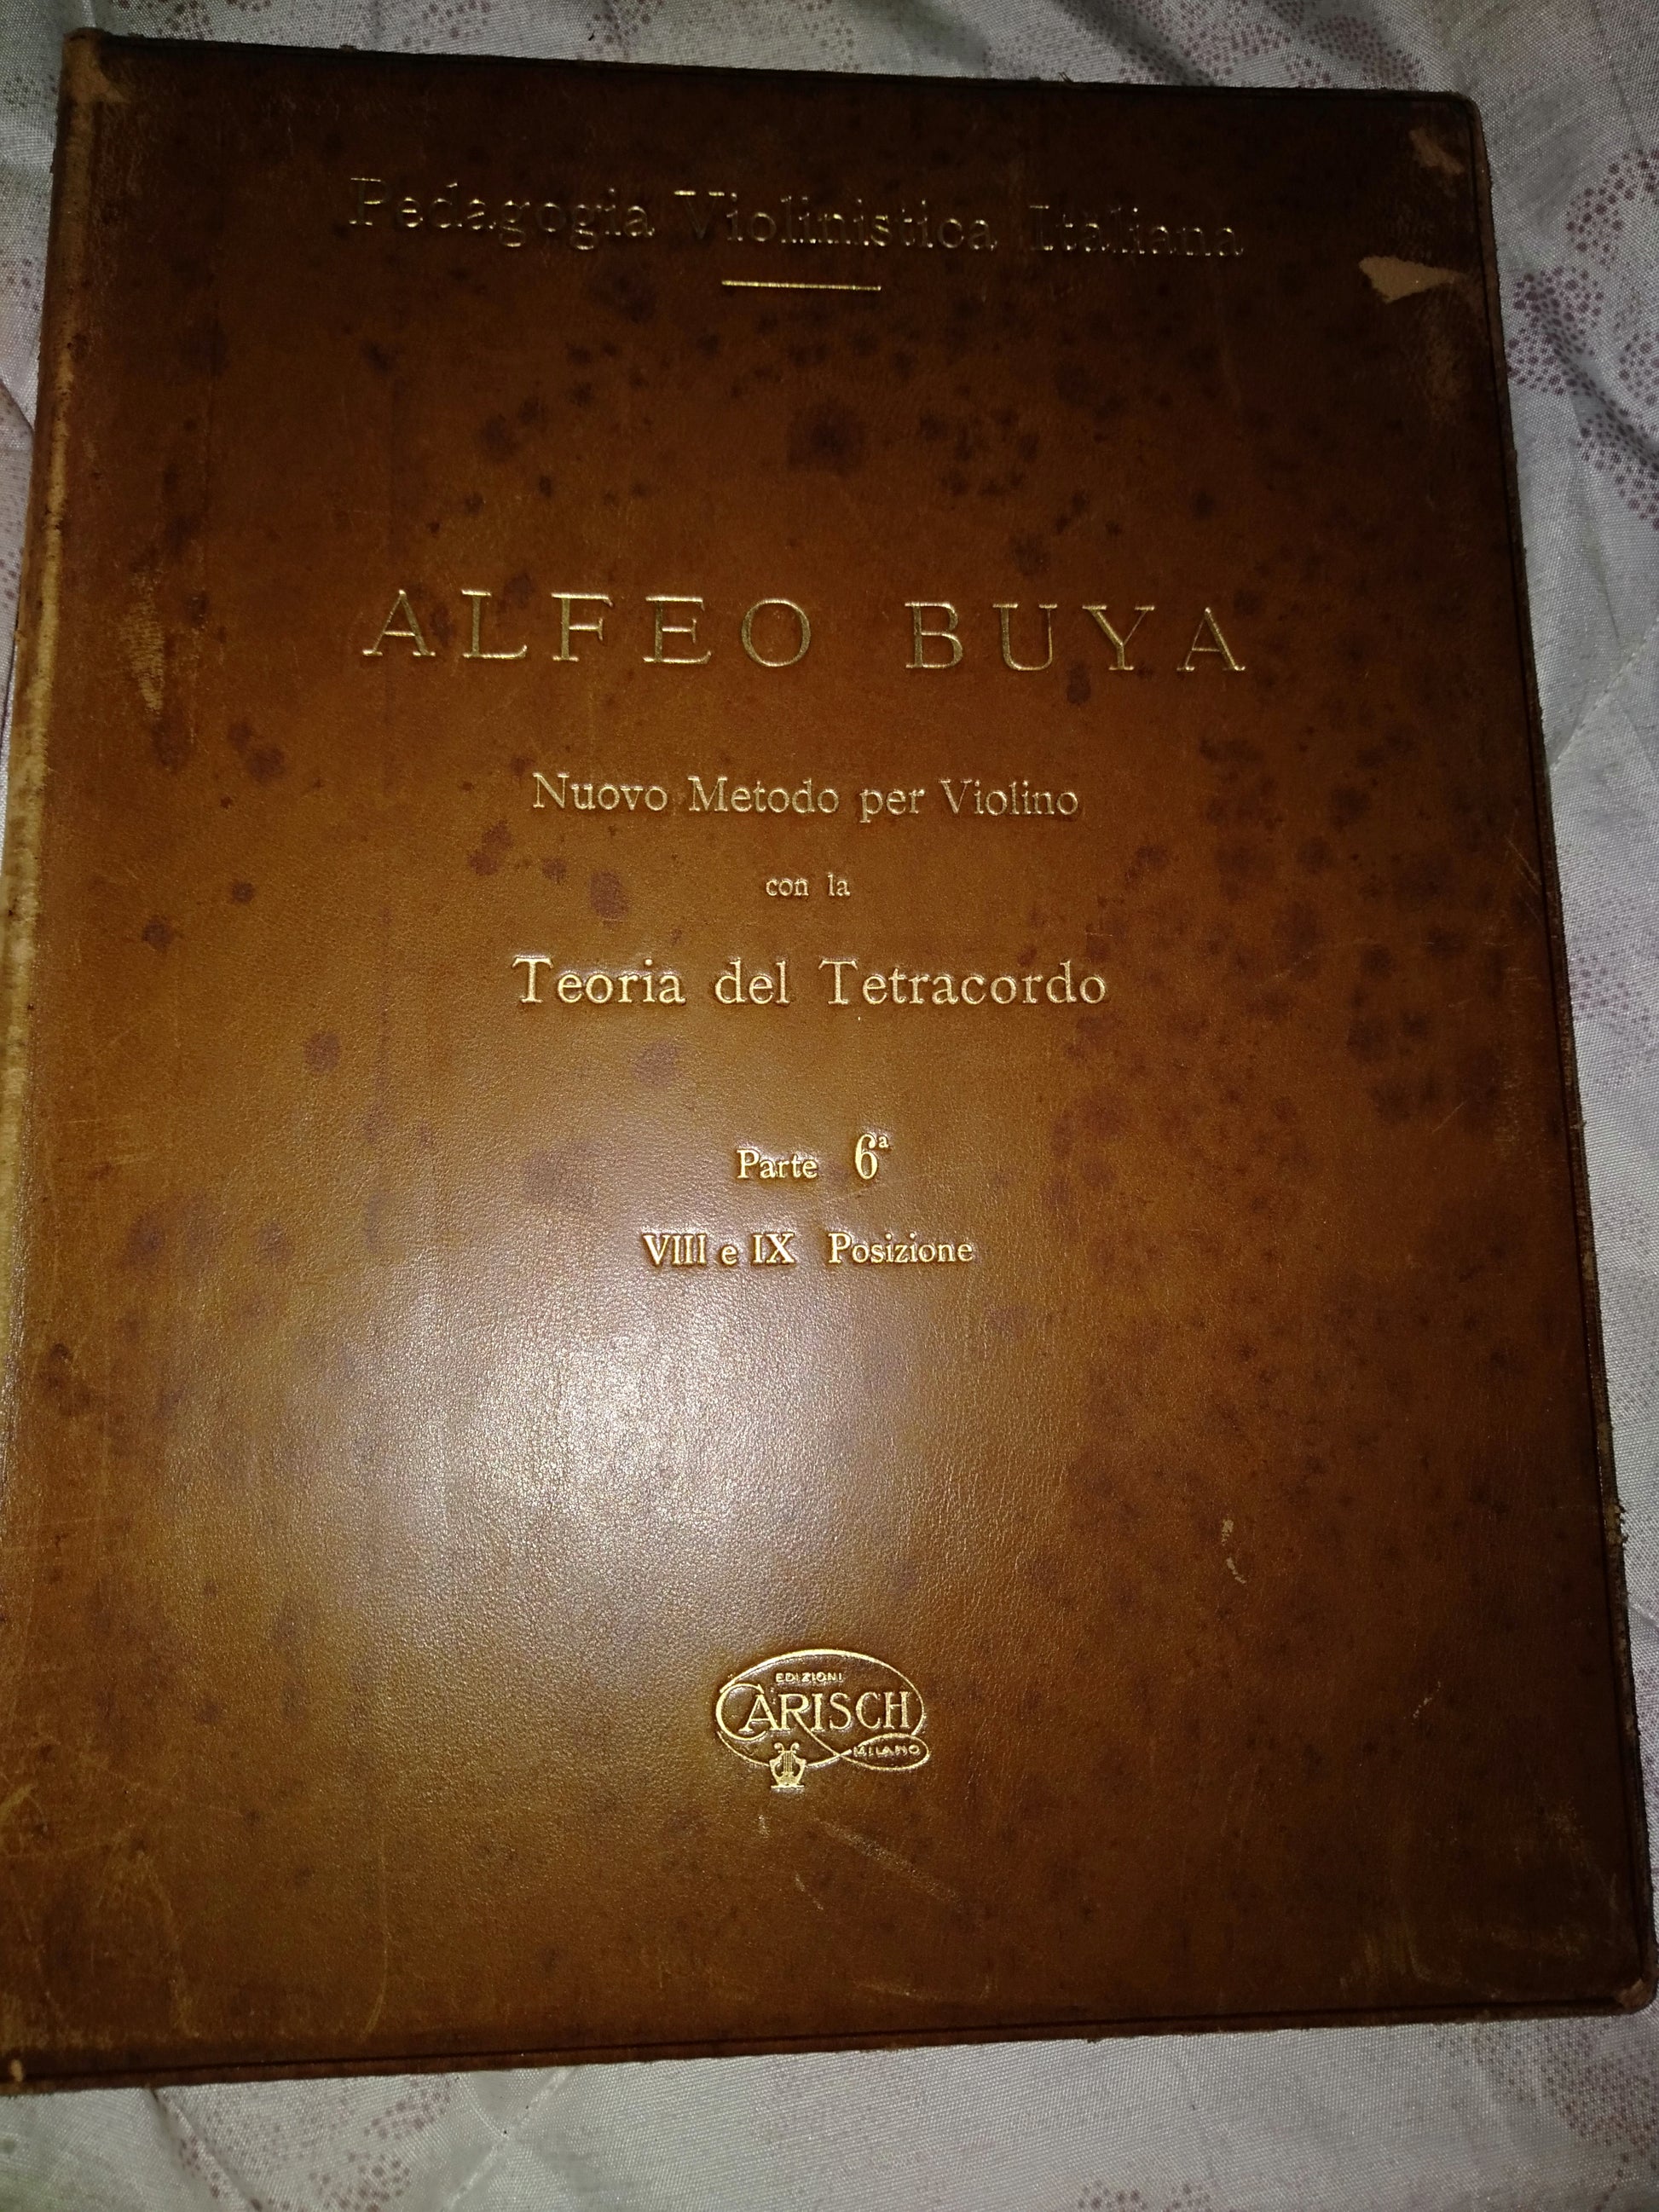 Pedagogia Violinistica Italiana
ALFEO BUYA
Nuovo Metodo per Violino
con la
Teoria del Tetracordo
Parte 6ª
VIII e IX Posizione
EDIZIONI
CARISCH
MILANO